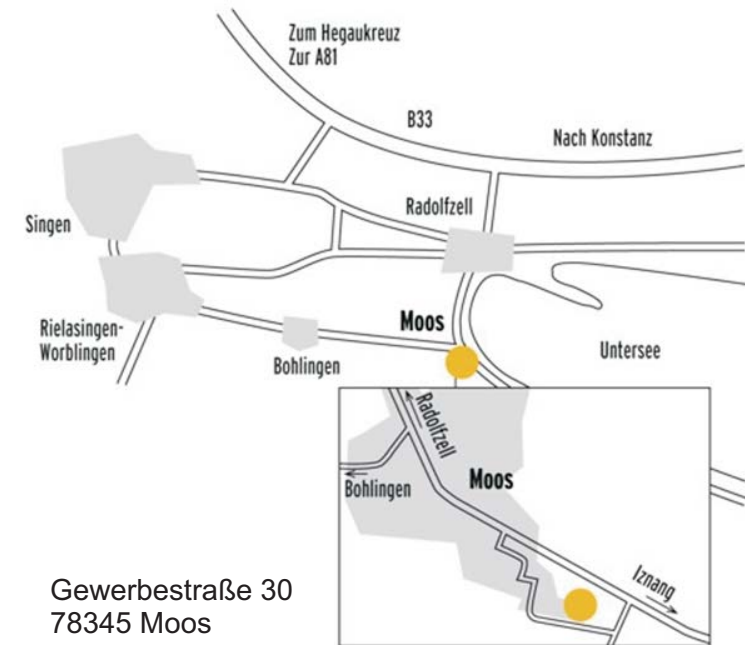 Zum Hegaukreuz
Zur A81
B33
Nach Konstanz
Radolfzell
Singen
Moos
Rielasingen-
Worblingen
Bohlingen
Untersee
Radolfzell
Moos
Bohlingen
Iznang
Gewerbestraße 30
78345 Moos